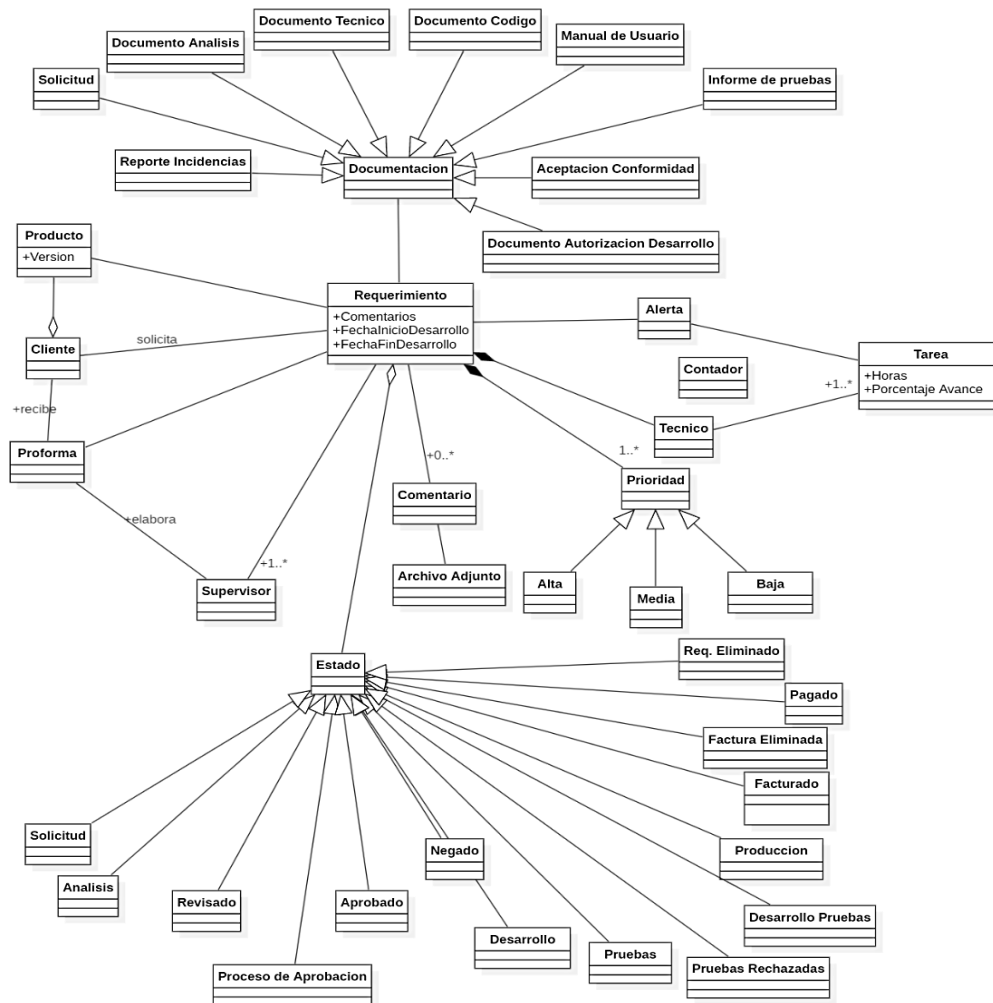 Documento Tecnico
Documento Codigo
Documento Analisis
Manual de Usuario
Solicitud
Informe de pruebas
Reporte Incidencias
Documentacion
Aceptacion Conformidad
Documento Autorizacion Desarrollo
Producto
+Version
Requerimiento
+Comentarios
+FechaInicioDesarrollo
+FechaFinDesarrollo
Alerta
solicita
Cliente
Contador
Tarea
+Horas
+Porcentaje Avance
+1..*
+recibe
Tecnico
Proforma
+0..*
1..*
Prioridad
Comentario
+elabora
+1..*
Supervisor
Archivo Adjunto
Alta
Media
Baja
Estado
Req. Eliminado
Pagado
Factura Eliminada
Facturado
Solicitud
Negado
Produccion
Analisis
Revisado
Aprobado
Desarrollo Pruebas
Desarrollo
Pruebas
Pruebas Rechazadas
Proceso de Aprobacion